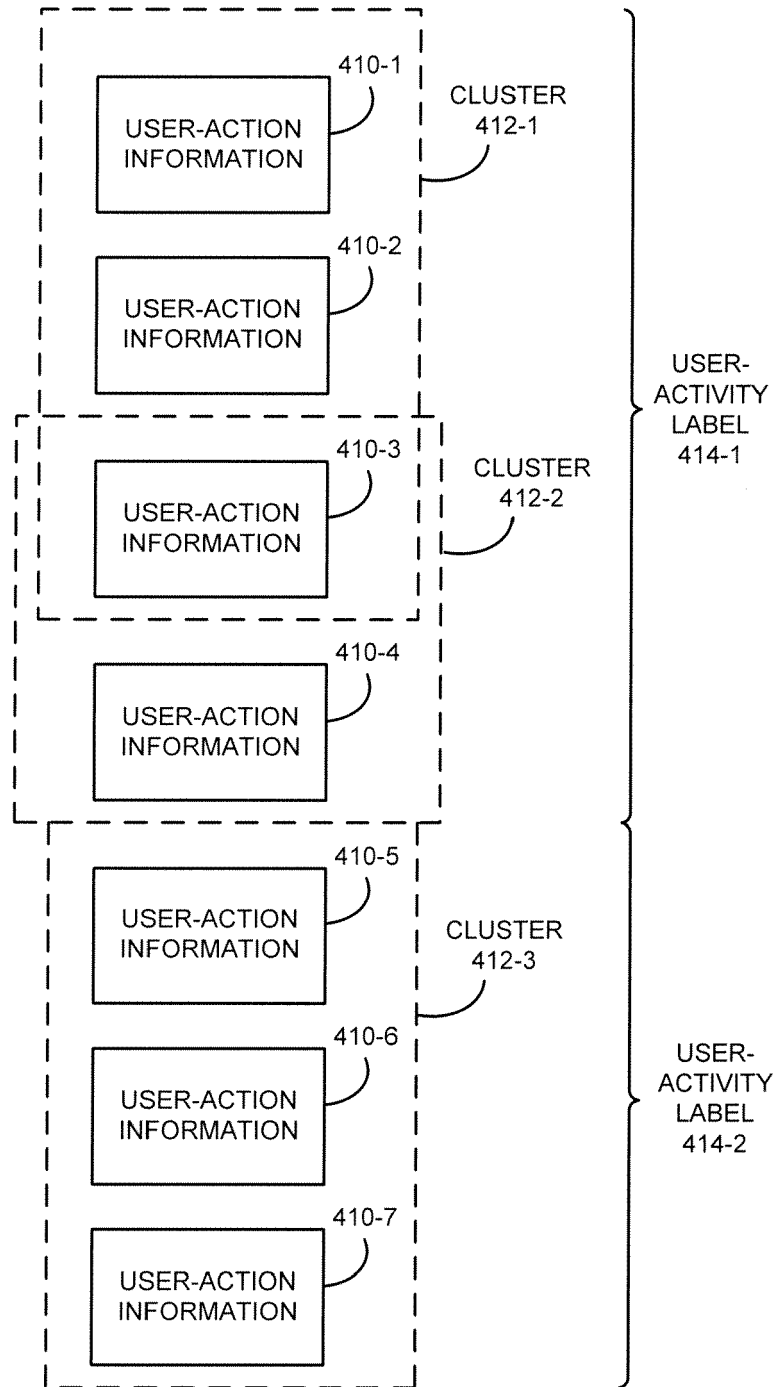 410-1
USER-ACTION
INFORMATION
CLUSTER
412-1
410-2
USER-ACTION
INFORMATION
USER-
ACTIVITY
LABEL
414-1
410-3
USER-ACTION
INFORMATION
CLUSTER
412-2
410-4
USER-ACTION
INFORMATION
410-5
USER-ACTION
INFORMATION
CLUSTER
412-3
410-6
USER-ACTION
INFORMATION
USER-
ACTIVITY
LABEL
414-2
410-7
USER-ACTION
INFORMATION